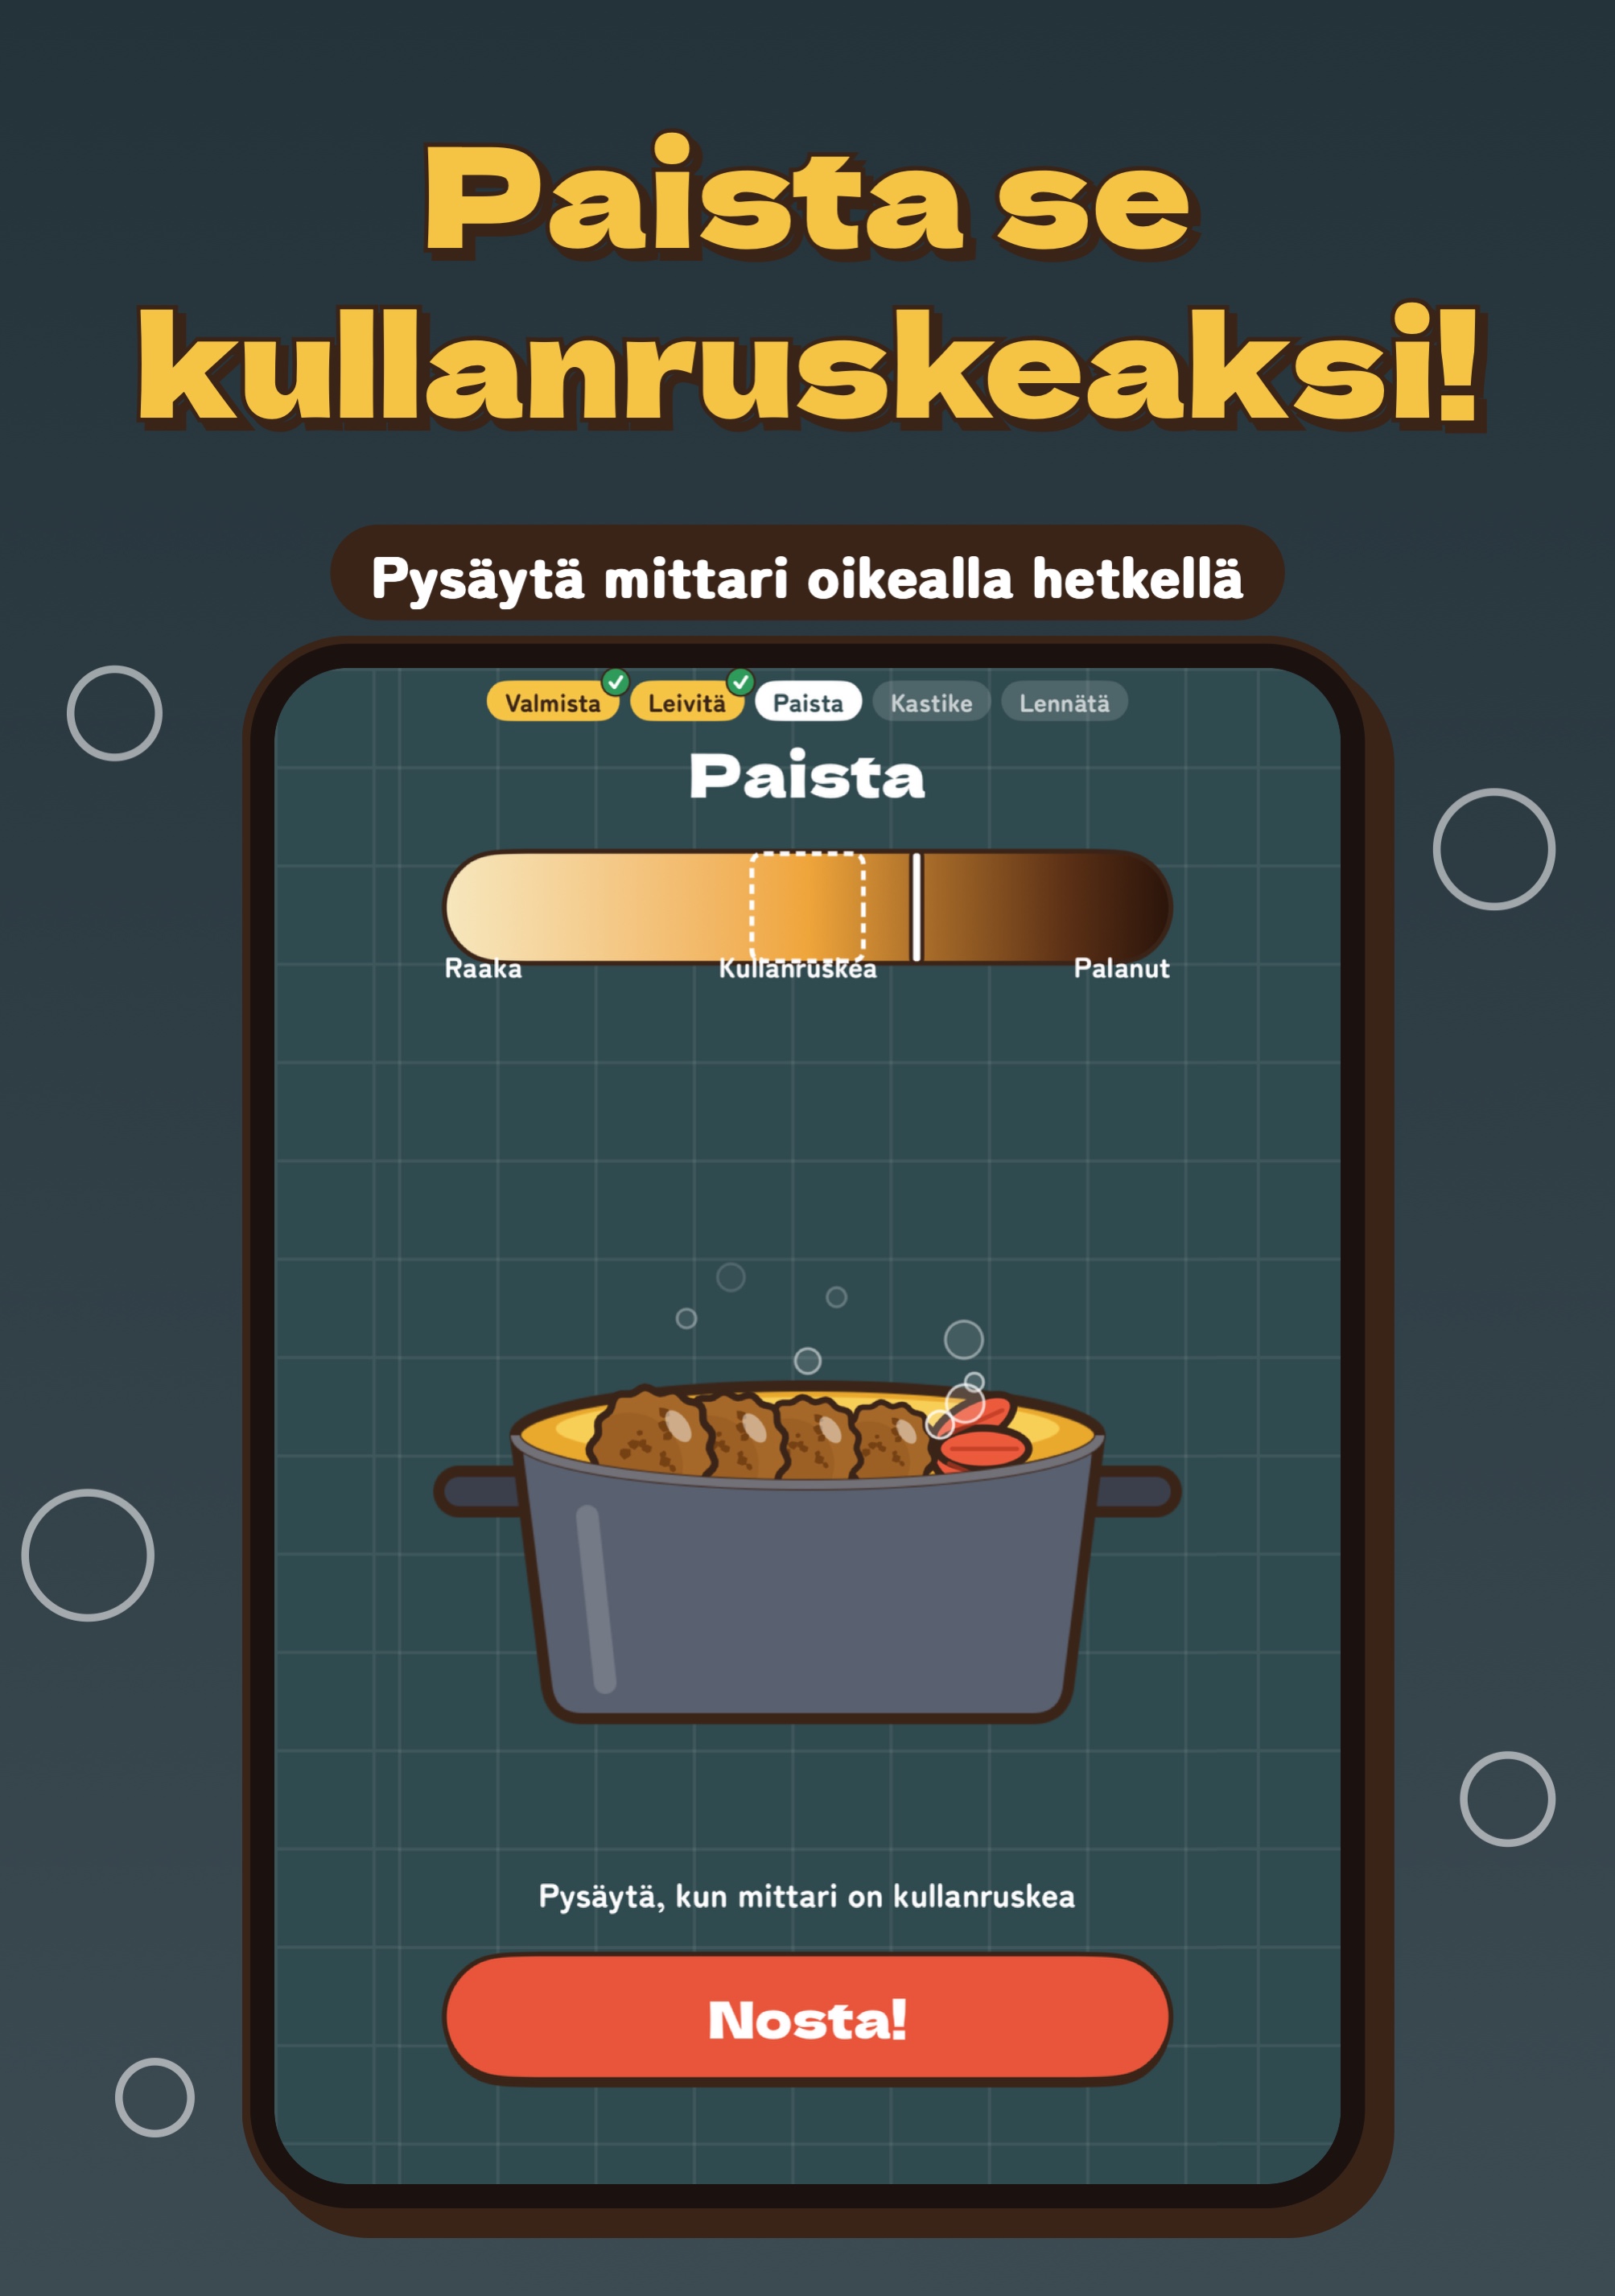 Paista se
kullanruskeaksi!
Pysäytä mittari oikealla hetkellä
Valmista Leivitä Paista Kastike Lennätä
Paista
Raaka Kullanruskea Palanut
Pysäytä, kun mittari on kullanruskea
Nosta!